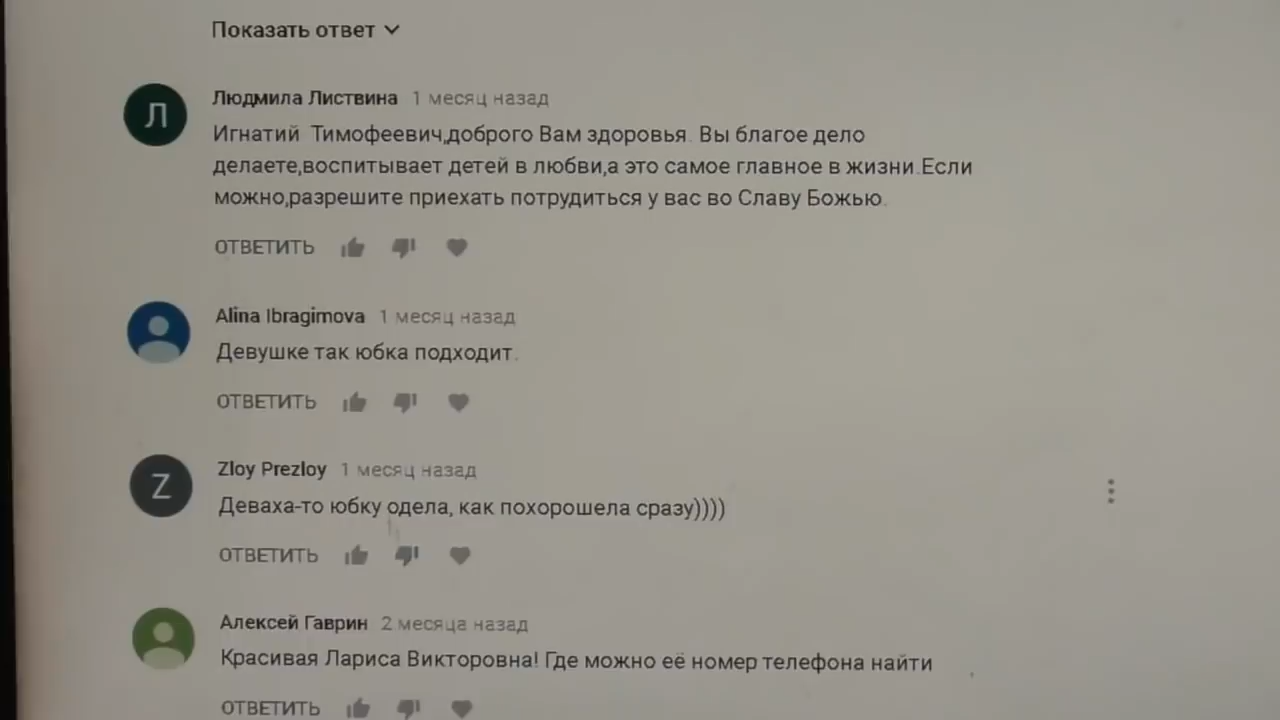 Показать ответ
Л
Людмила Листвина 1 месяц назад
Игнатий Тимофеевич,доброго Вам здоровья. Вы благое дело
делаете,воспитывает детей в любви,а это самое главное в жизни.Если
можно,разрешите приехать потрудиться у вас во Славу Божью.
ОТВЕТИТЬ
Alina Ibragimova 1 месяц назад
Девушке так юбка подходит.
ОТВЕТИТЬ
Z
Zloy Prezloy 1 месяц назад
Деваха-то юбку одела, как похорошела сразу))))
ОТВЕТИТЬ
Алексей Гаврин 2 месяца назад
Красивая Лариса Викторовна! Где можно её номер телефона найти
ОТВЕТИТЬ